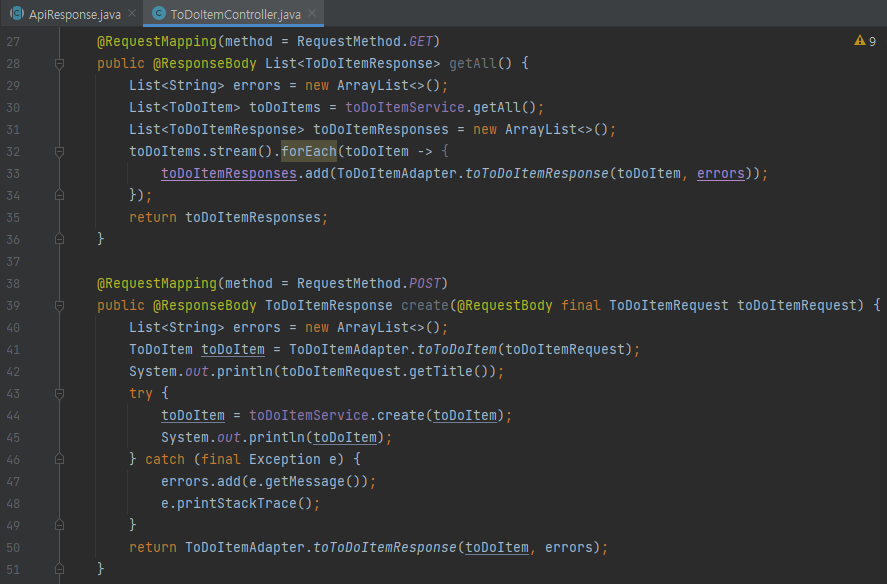 ApiResponse.java
ToDoItemController.java
9
27 @RequestMapping(method = RequestMethod.GET)
28 public @ResponseBody List<ToDoItemResponse> getAll() {
29 List<String> errors = new ArrayList<>();
30 List<ToDoItem> toDoItems = toDoItemService.getAll();
31 List<ToDoItemResponse> toDoItemResponses = new ArrayList<>();
32 toDoItems.stream().forEach(toDoItem -> {
33 toDoItemResponses.add(ToDoItemAdapter.toToDoItemResponse(toDoItem, errors));
34 });
35 return toDoItemResponses;
36 }
37
38 @RequestMapping(method = RequestMethod.POST)
39 public @ResponseBody ToDoItemResponse create(@RequestBody final ToDoItemRequest toDoItemRequest) {
40 List<String> errors = new ArrayList<>();
41 ToDoItem toDoItem = ToDoItemAdapter.toToDoItem(toDoItemRequest);
42 System.out.println(toDoItemRequest.getTitle());
43 try {
44 toDoItem = toDoItemService.create(toDoItem);
45 System.out.println(toDoItem);
46 } catch (final Exception e) {
47 errors.add(e.getMessage());
48 e.printStackTrace();
49 }
50 return ToDoItemAdapter.toToDoItemResponse(toDoItem, errors);
51 }